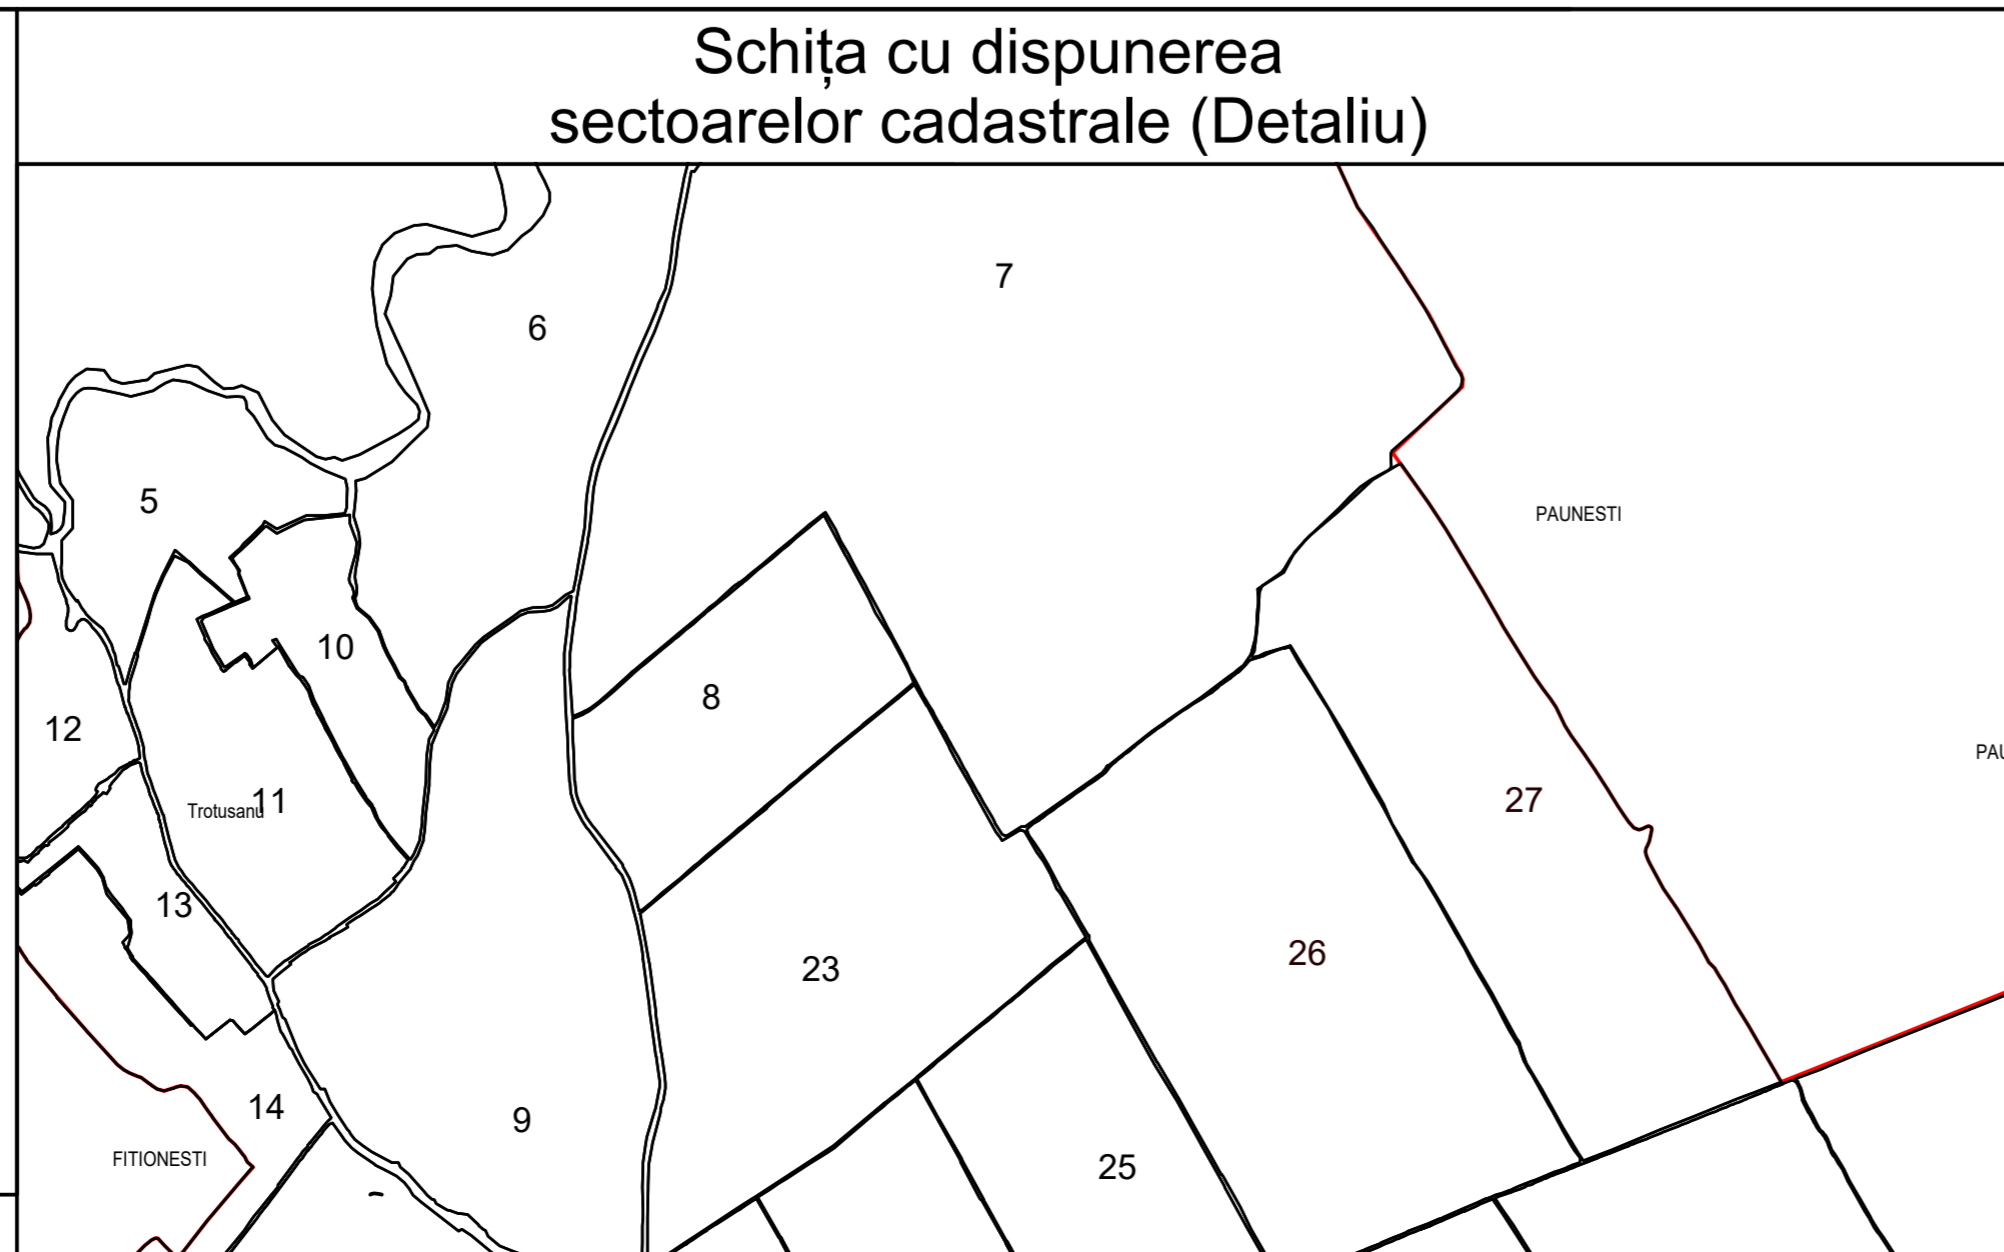 Schița cu dispunerea
sectoarelor cadastrale (Detaliu)
7
6
5
PAUNESTI
10
8
12
PAU
27
11
Trotusanu
13
26
23
14
9
FITIONESTI
25